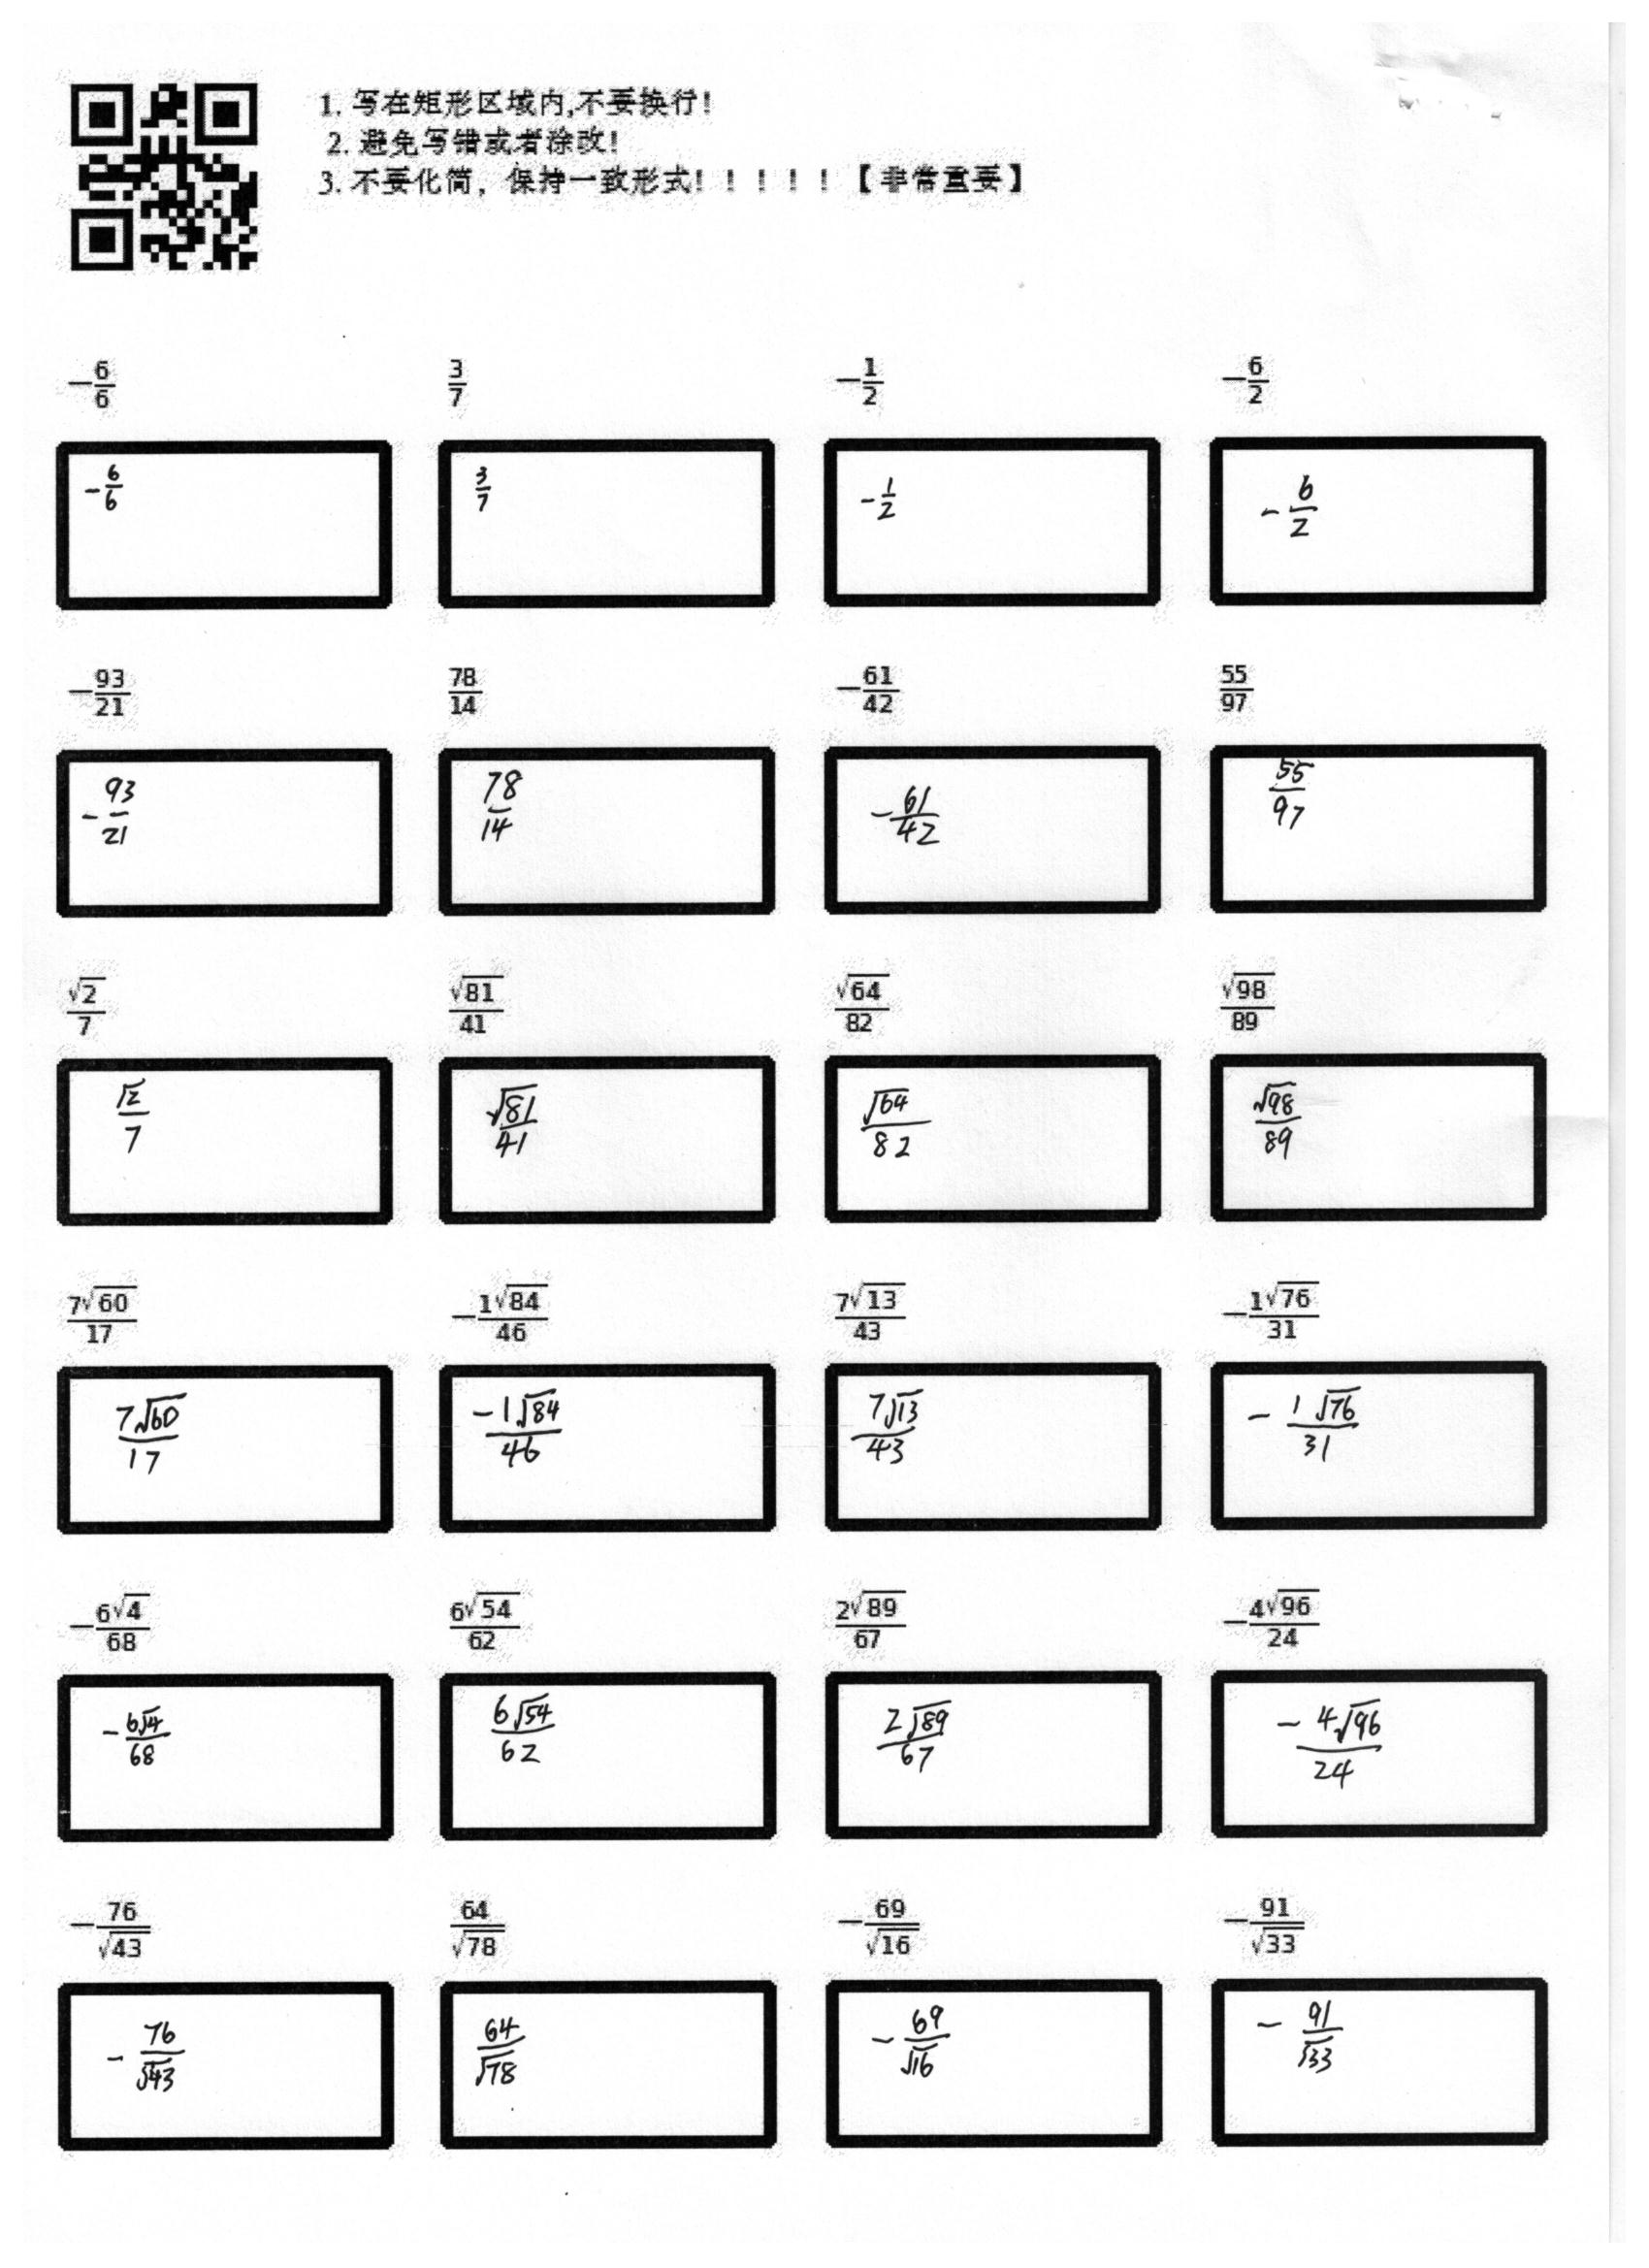 1. 写在矩形区域内,不要换行!
2. 避免写错或者涂改!
3. 不要化简，保持一致形式!！！！！【非常重要】
-\frac{6}{6} \frac{3}{7} -\frac{1}{2} -\frac{6}{2}
-\frac{6}{6} \frac{3}{7} -\frac{1}{2} -\frac{6}{2}
-\frac{93}{21} \frac{78}{14} -\frac{61}{42} \frac{55}{97}
-\frac{93}{21} \frac{78}{14} -\frac{61}{42} \frac{55}{97}
\frac{\sqrt{2}}{7} \frac{\sqrt{81}}{41} \frac{\sqrt{64}}{82} \frac{\sqrt{98}}{89}
\frac{\sqrt{2}}{7} \frac{\sqrt{81}}{41} \frac{\sqrt{64}}{82} \frac{\sqrt{98}}{89}
\frac{7\sqrt{60}}{17} -\frac{1\sqrt{84}}{46} \frac{7\sqrt{13}}{43} -\frac{1\sqrt{76}}{31}
\frac{7\sqrt{60}}{17} \frac{-1\sqrt{84}}{46} \frac{7\sqrt{13}}{43} -\frac{1\sqrt{76}}{31}
-\frac{6\sqrt{4}}{68} \frac{6\sqrt{54}}{62} \frac{2\sqrt{89}}{67} -\frac{4\sqrt{96}}{24}
-\frac{6\sqrt{4}}{68} \frac{6\sqrt{54}}{62} \frac{2\sqrt{89}}{67} -\frac{4\sqrt{96}}{24}
-\frac{76}{\sqrt{43}} \frac{64}{\sqrt{78}} -\frac{69}{\sqrt{16}} -\frac{91}{\sqrt{33}}
-\frac{76}{\sqrt{43}} \frac{64}{\sqrt{78}} -\frac{69}{\sqrt{16}} -\frac{91}{\sqrt{33}}